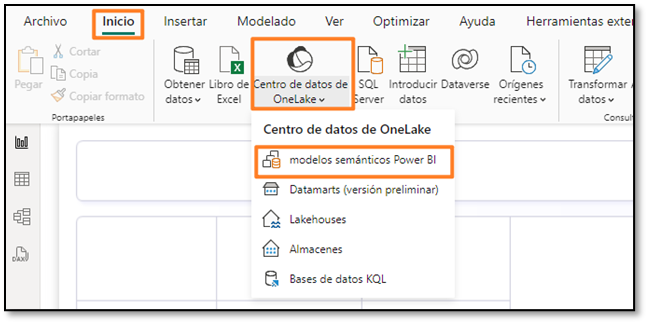 Archivo Inicio Insertar Modelado Ver Optimizar Ayuda Herramientas exter
Pegar
Cortar
Copia
Copiar formato
Portapapeles
Obtener
datos
Libro de
Excel
Centro de datos de
OneLake
SQL
Server
Introducir
datos
Dataverse
Orígenes
recientes
Transformar
datos
Consult
Centro de datos de OneLake
modelos semánticos Power BI
Datamarts (versión preliminar)
Lakehouses
Almacenes
Bases de datos KQL
DAX